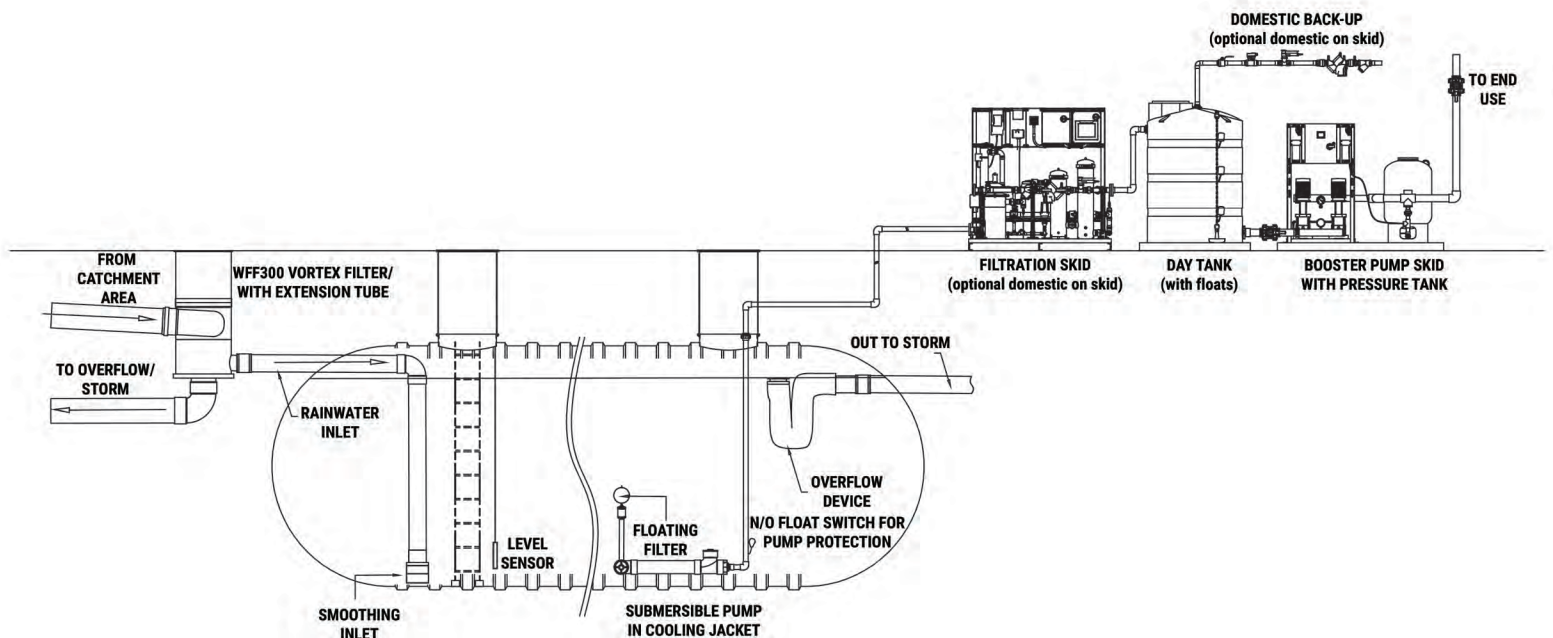 DOMESTIC BACK-UP
(optional domestic on skid)
TO END
USE
FROM
CATCHMENT
AREA
WFF300 VORTEX FILTER/
WITH EXTENSION TUBE
FILTRATION SKID
(optional domestic on skid)
DAY TANK
(with floats)
BOOSTER PUMP SKID
WITH PRESSURE TANK
TO OVERFLOW/
STORM
OUT TO STORM
RAINWATER
INLET
OVERFLOW
DEVICE
N/O FLOAT SWITCH FOR
PUMP PROTECTION
FLOATING
FILTER
LEVEL
SENSOR
SMOOTHING
INLET
SUBMERSIBLE PUMP
IN COOLING JACKET